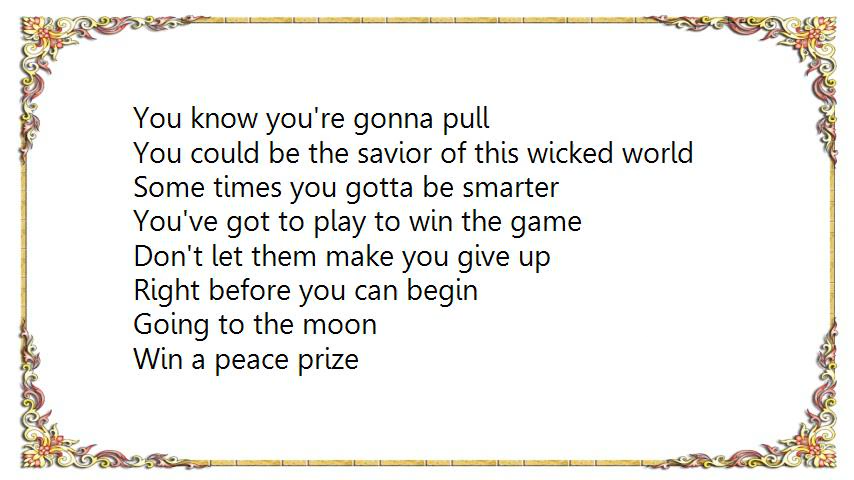 You know you're gonna pull
You could be the savior of this wicked world
Some times you gotta be smarter
You've got to play to win the game
Don't let them make you give up
Right before you can begin
Going to the moon
Win a peace prize